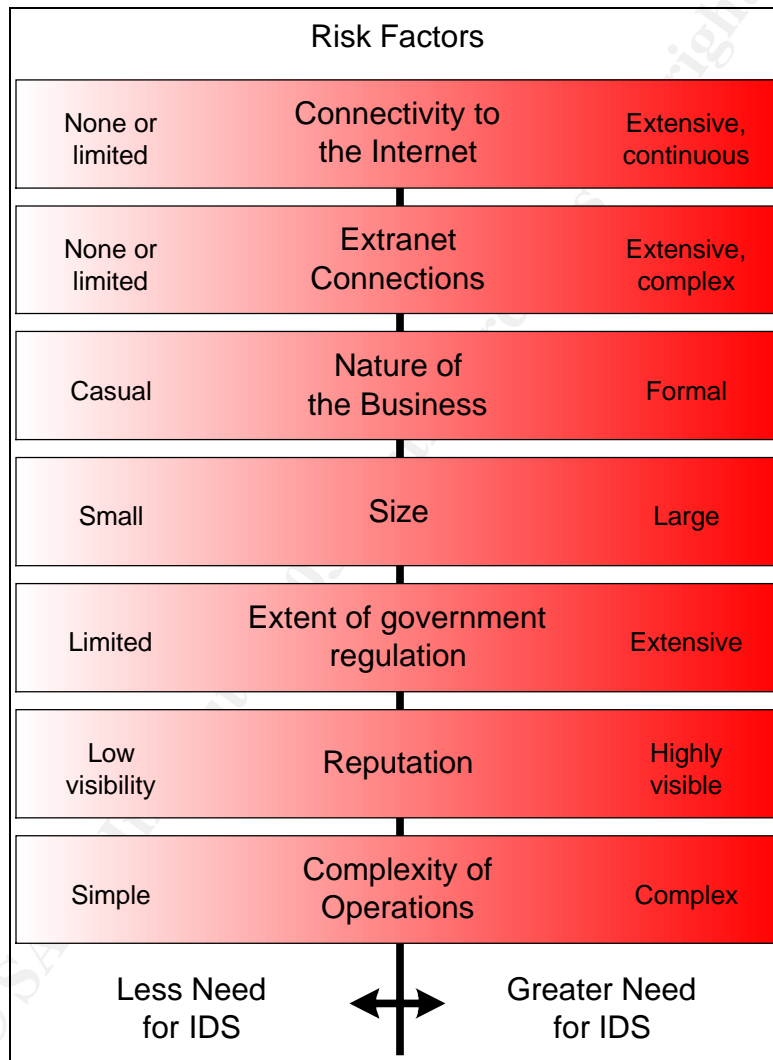 Risk Factors
None or
limited
Connectivity to
the Internet
Extensive,
continuous
None or
limited
Extranet
Connections
Extensive,
complex
Casual
Nature of
the Business
Formal
Small
Size
Large
Limited
Extent of government
regulation
Extensive
Low
visibility
Reputation
Highly
visible
Simple
Complexity of
Operations
Complex
Less Need
for IDS
Greater Need
for IDS